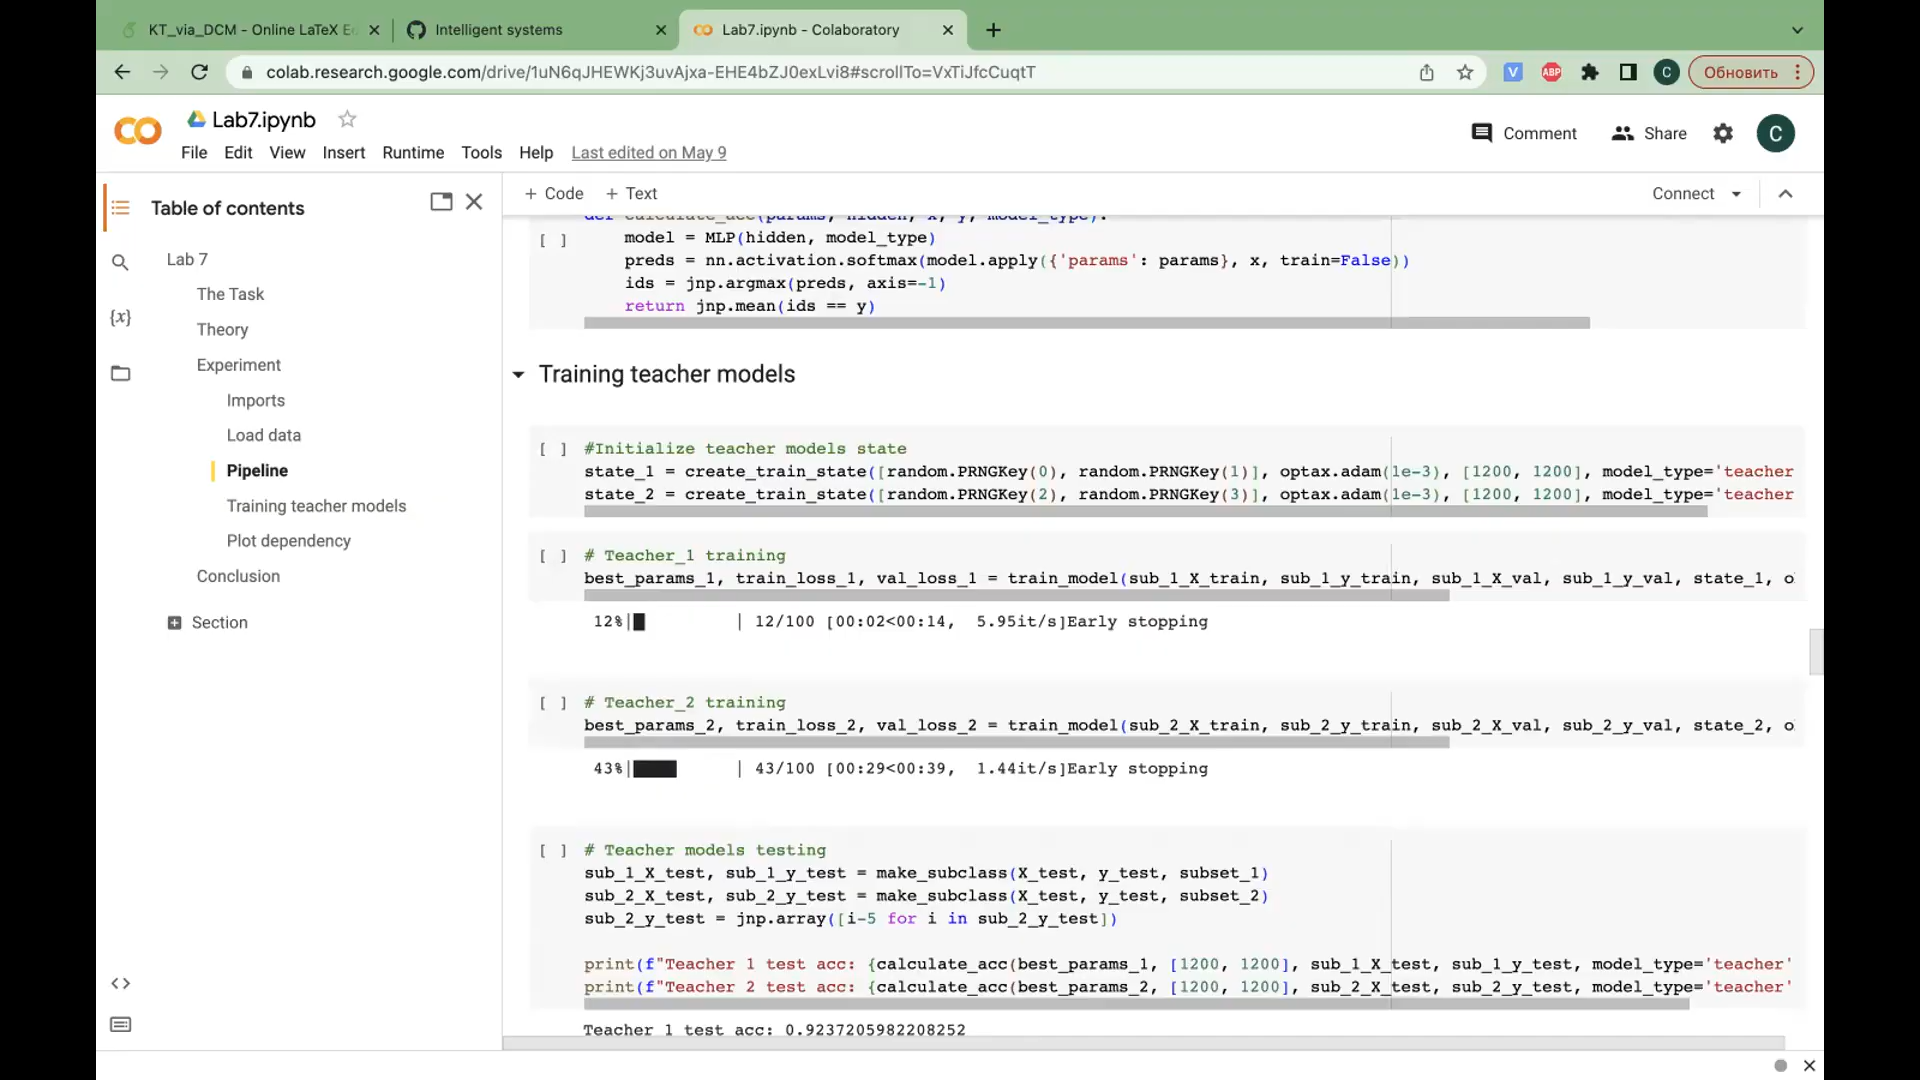 KT_via_DCM - Online LaTeX E
Intelligent systems
Lab7.ipynb - Colaboratory
colab.research.google.com/drive/1uN6qJHEWKj3uvAjxa-EHE4bZJ0exLvi8#scrollTo=VxTiJfcCuqtT
V
ABP
C
Обновить
Lab7.ipynb
Comment
Share
C
File Edit View Insert Runtime Tools Help Last edited on May 9
Table of contents
+ Code + Text
Connect
Lab 7
The Task
Theory
Experiment
Imports
Load data
Pipeline
Training teacher models
Plot dependency
Conclusion
Section
{x}
def calculate_acc(params, hidden, x, y, model_type):
[ ]
model = MLP(hidden, model_type)
preds = nn.activation.softmax(model.apply({'params': params}, x, train=False))
ids = jnp.argmax(preds, axis=-1)
return jnp.mean(ids == y)
Training teacher models
[ ] #Initialize teacher models state
state_1 = create_train_state([random.PRNGKey(0), random.PRNGKey(1)], optax.adam(1e-3), [1200, 1200], model_type='teacher
state_2 = create_train_state([random.PRNGKey(2), random.PRNGKey(3)], optax.adam(1e-3), [1200, 1200], model_type='teacher
[ ] # Teacher_1 training
best_params_1, train_loss_1, val_loss_1 = train_model(sub_1_X_train, sub_1_y_train, sub_1_X_val, sub_1_y_val, state_1, o
12%| | 12/100 [00:02<00:14, 5.95it/s]Early stopping
[ ] # Teacher_2 training
best_params_2, train_loss_2, val_loss_2 = train_model(sub_2_X_train, sub_2_y_train, sub_2_X_val, sub_2_y_val, state_2, o
43%| | 43/100 [00:29<00:39, 1.44it/s]Early stopping
[ ] # Teacher models testing
sub_1_X_test, sub_1_y_test = make_subclass(X_test, y_test, subset_1)
sub_2_X_test, sub_2_y_test = make_subclass(X_test, y_test, subset_2)
sub_2_y_test = jnp.array([i-5 for i in sub_2_y_test])
print(f"Teacher 1 test acc: {calculate_acc(best_params_1, [1200, 1200], sub_1_X_test, sub_1_y_test, model_type='teacher'
print(f"Teacher 2 test acc: {calculate_acc(best_params_2, [1200, 1200], sub_2_X_test, sub_2_y_test, model_type='teacher'
Teacher 1 test acc: 0.9237205982208252